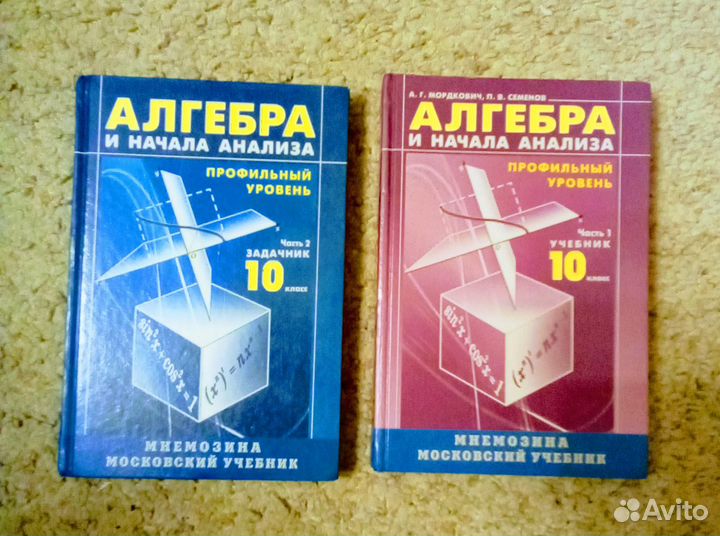 АЛГЕБРА
И НАЧАЛА АНАЛИЗА
ПРОФИЛЬНЫЙ
УРОВЕНЬ
Часть 2
ЗАДАЧНИК
10
класс
sin²x + cos²x = 1
(xⁿ)' = nxⁿ⁻¹
МНЕМОЗИНА
МОСКОВСКИЙ УЧЕБНИК
А. Г. МОРДКОВИЧ, П. В. СЕМЕНОВ
АЛГЕБРА
И НАЧАЛА АНАЛИЗА
ПРОФИЛЬНЫЙ
УРОВЕНЬ
Часть 1
УЧЕБНИК
10
класс
sin²x + cos²x = 1
(xⁿ)' = nxⁿ⁻¹
МНЕМОЗИНА
МОСКОВСКИЙ УЧЕБНИК
Avito